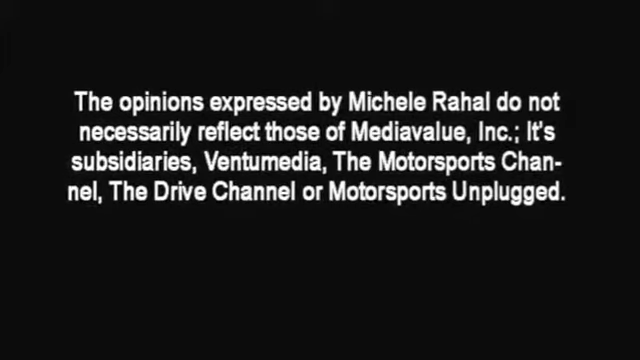 The opinions expressed by Michele Rahal do not
necessarily reflect those of Mediavalue, Inc.; It's
subsidiaries, Ventumedia, The Motorsports Chan-
nel, The Drive Channel or Motorsports Unplugged.